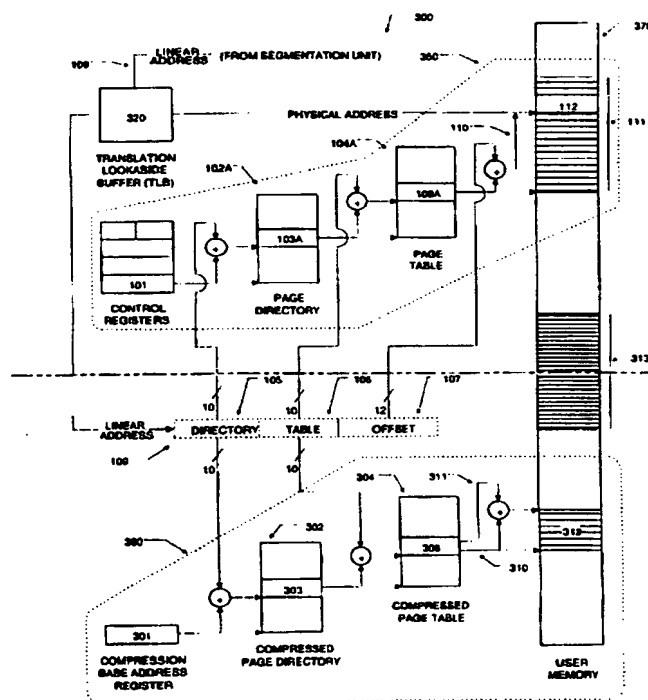 300
370
109
LINEAR
ADDRESS
(FROM SEGMENTATION UNIT)
350
320
PHYSICAL ADDRESS
112
111
110
TRANSLATION
LOOKASIDE
BUFFER (TLB)
104A
102A
103A
108A
101
CONTROL
REGISTERS
PAGE
DIRECTORY
PAGE
TABLE
313
105
106
107
10
10
12
LINEAR
ADDRESS
DIRECTORY
TABLE
OFFSET
109
10
10
304
311
302
312
306
310
303
301
COMPRESSED
PAGE TABLE
COMPRESSION
BASE ADDRESS
REGISTER
COMPRESSED
PAGE DIRECTORY
USER
MEMORY